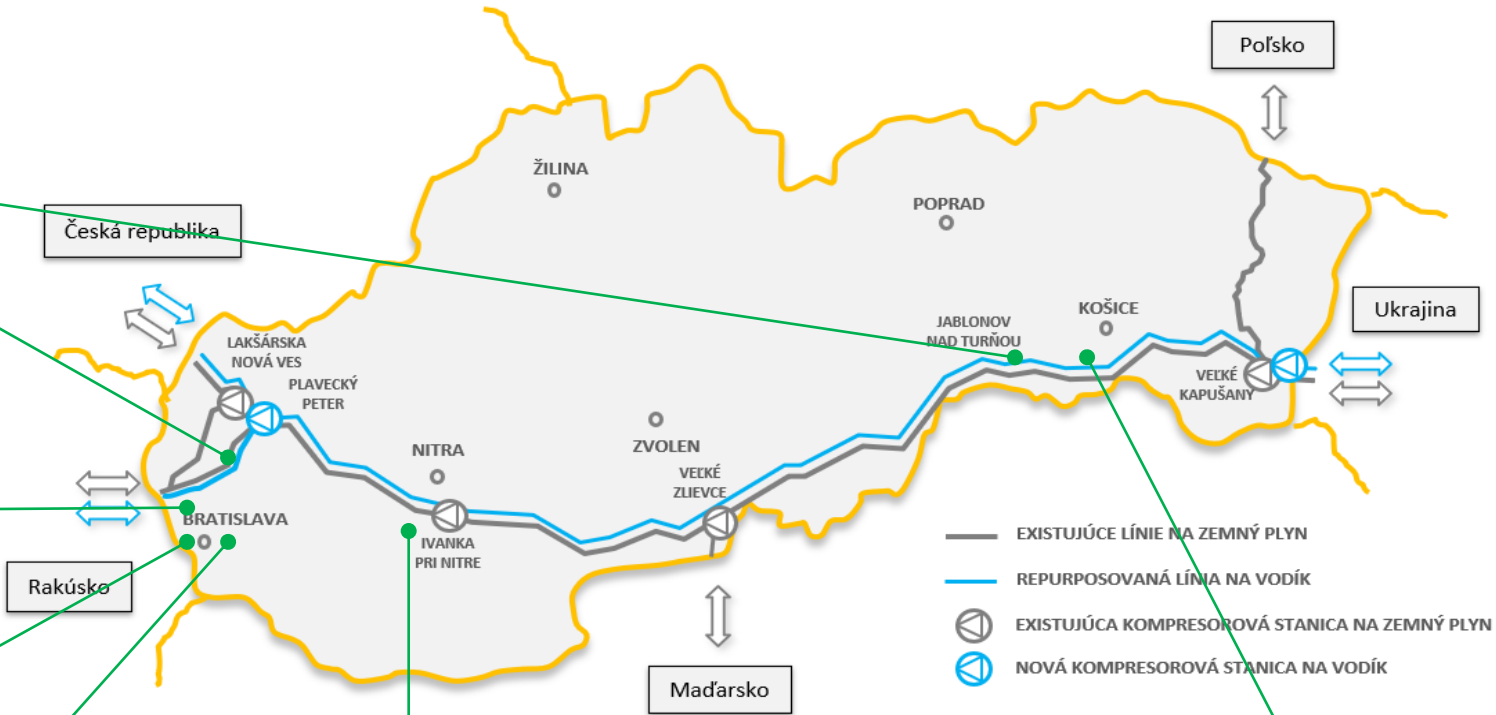 Poľsko
ŽILINA
POPRAD
Česká republika
Ukrajina
KOŠICE
JABLONOV
NAD TURŇOU
LAKŠÁRSKA
NOVÁ VES
PLAVECKÝ
PETER
VEĽKÉ
KAPUŠANY
NITRA
ZVOLEN
VEĽKÉ
ZLIEVCE
BRATISLAVA
IVANKA
PRI NITRE
Rakúsko
Maďarsko
EXISTUJÚCE LÍNIE NA ZEMNÝ PLYN
REPURPOSOVANÁ LÍNIA NA VODÍK
EXISTUJÚCA KOMPRESOROVÁ STANICA NA ZEMNÝ PLYN
NOVÁ KOMPRESOROVÁ STANICA NA VODÍK